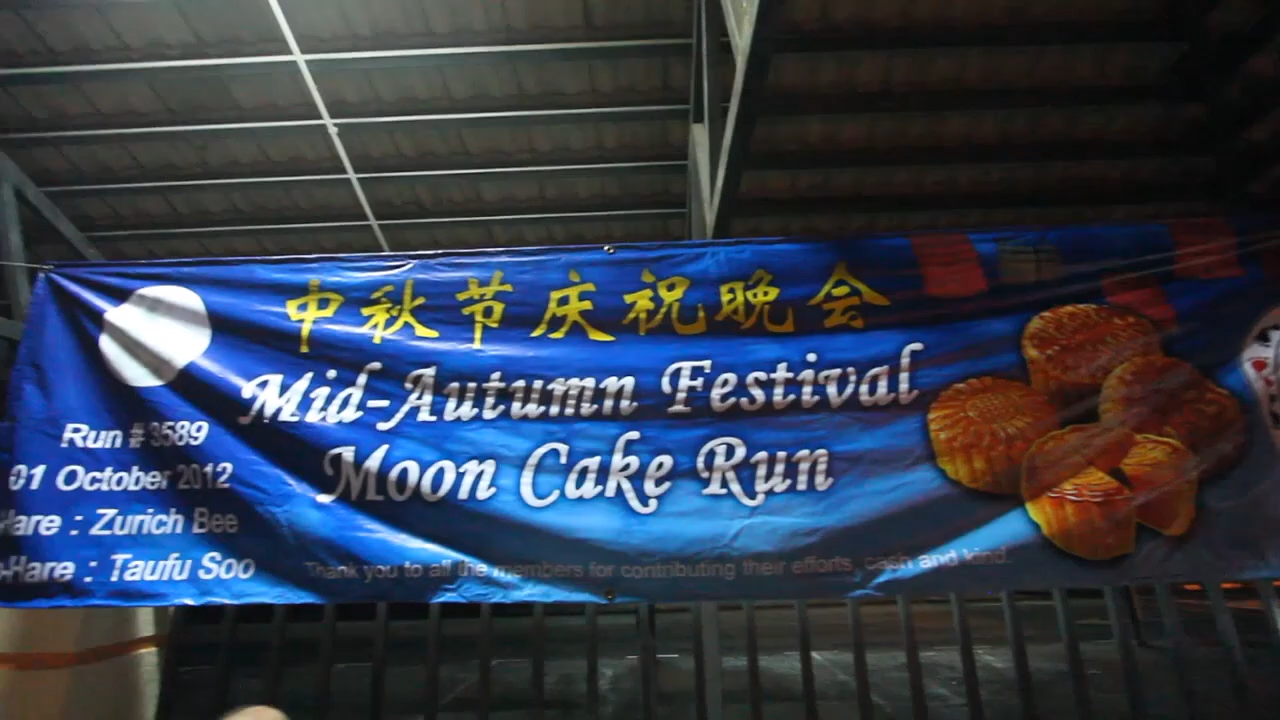 中秋节庆祝晚会
Mid-Autumn Festival
Moon Cake Run
Run # 3589
01 October 2012
Hare : Zurich Bee
-Hare : Taufu Soo
Thank you to all the members for contributing their efforts, cash and kind.